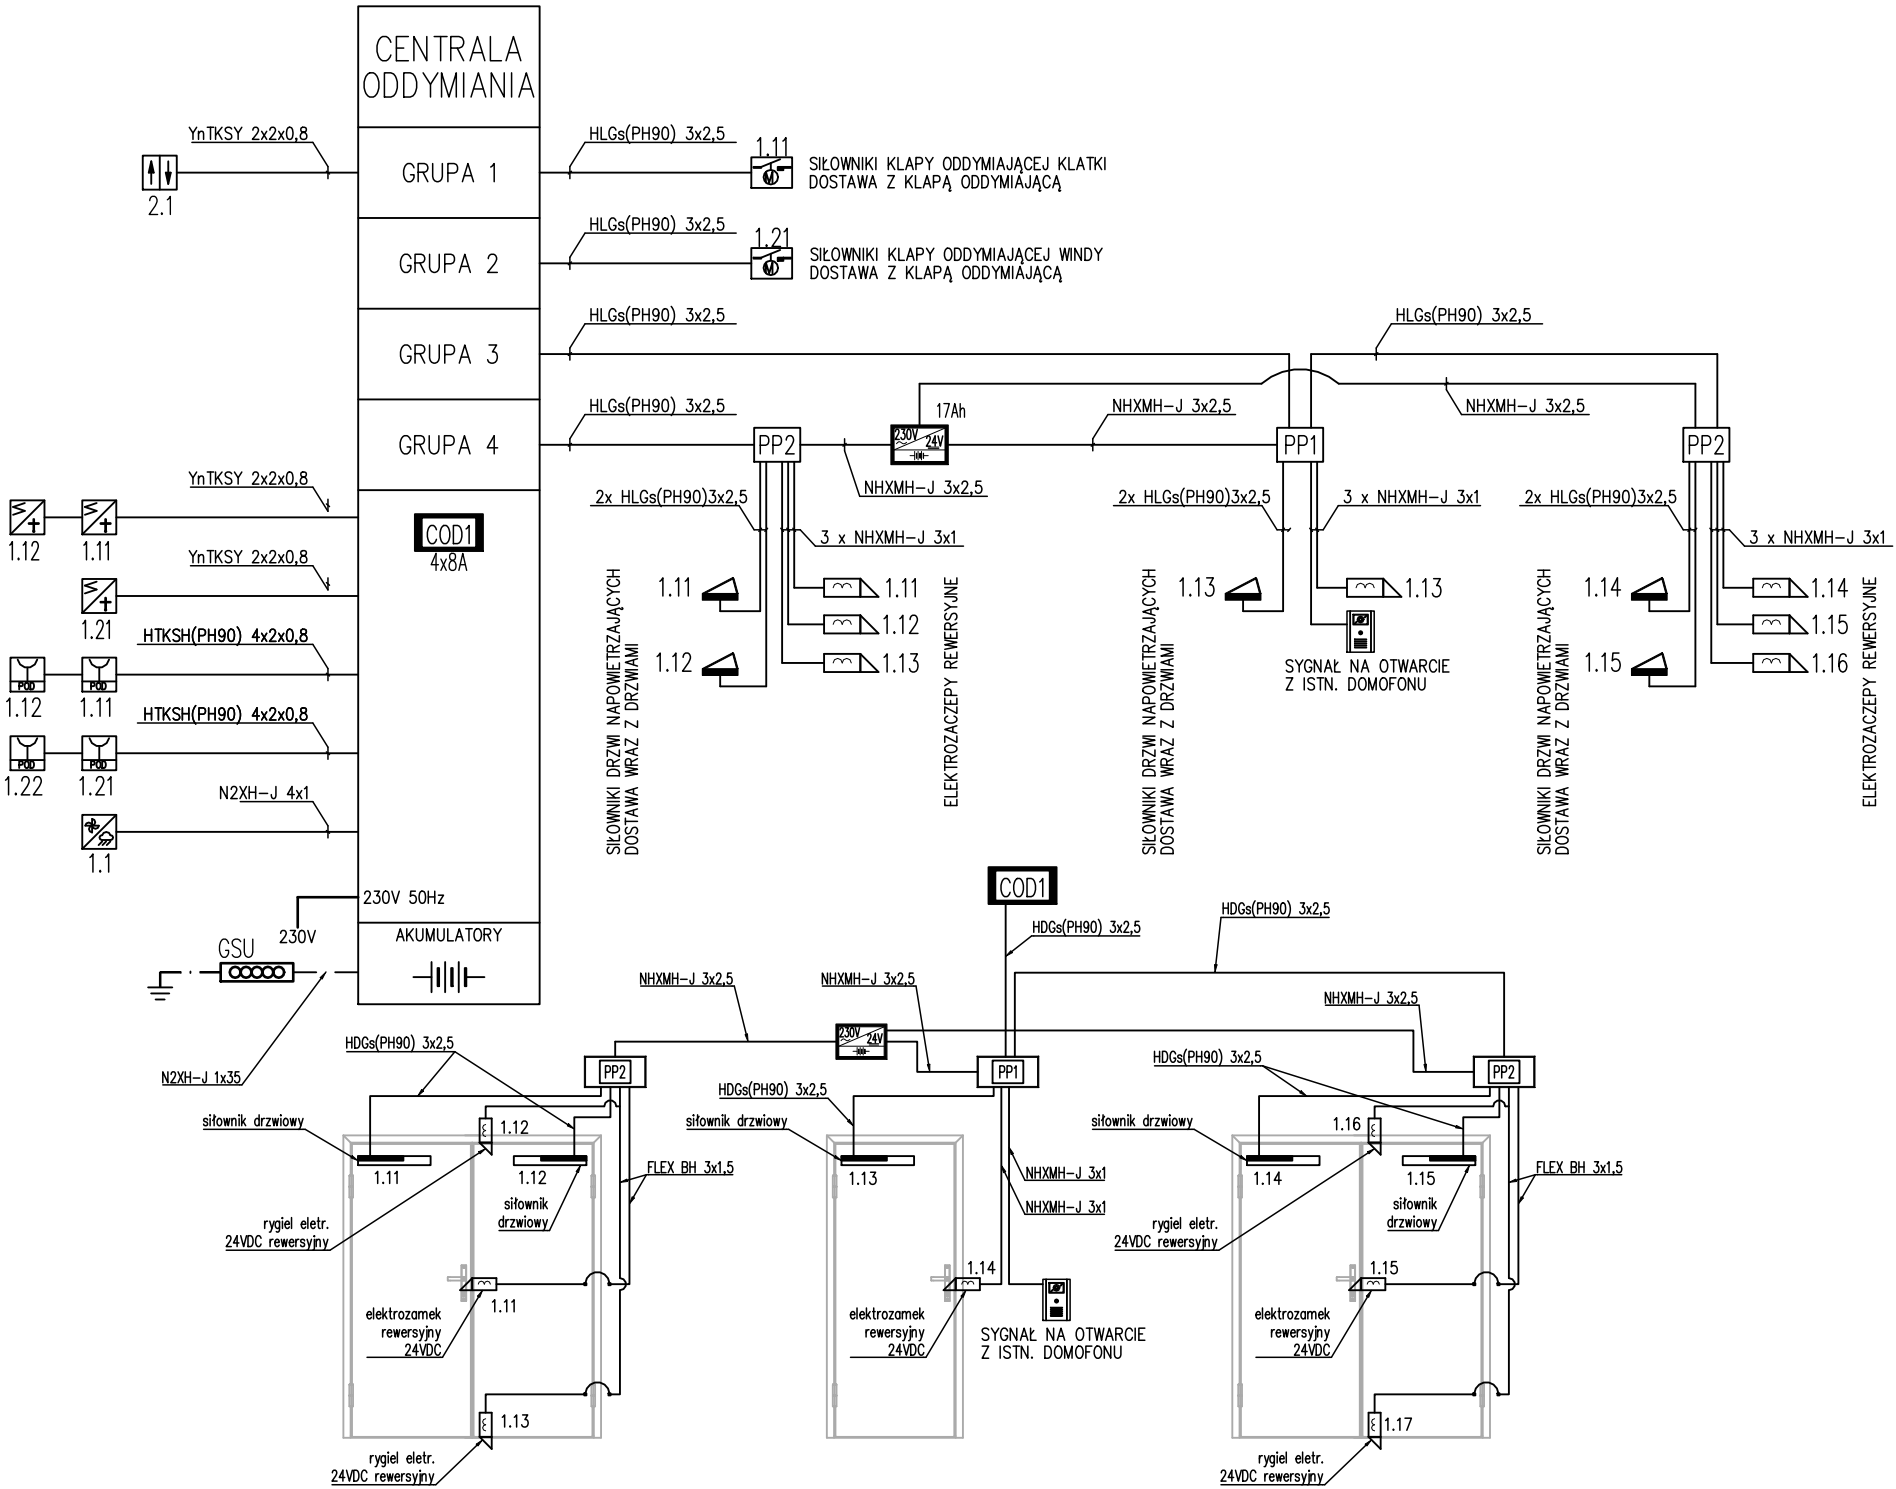 CENTRALA
ODDYMIANIA
YnTKSY 2x2x0,8
2.1
GRUPA 1
HLGs(PH90) 3x2,5
1.11
M
SIŁOWNIKI KLAPY ODDYMIAJĄCEJ KLATKI
DOSTAWA Z KLAPĄ ODDYMIAJĄCĄ
GRUPA 2
HLGs(PH90) 3x2,5
1.21
M
SIŁOWNIKI KLAPY ODDYMIAJĄCEJ WINDY
DOSTAWA Z KLAPĄ ODDYMIAJĄCĄ
GRUPA 3
HLGs(PH90) 3x2,5
HLGs(PH90) 3x2,5
GRUPA 4
HLGs(PH90) 3x2,5
PP2
17Ah
230V
24V
NHXMH-J 3x2,5
NHXMH-J 3x2,5
PP1
NHXMH-J 3x2,5
PP2
YnTKSY 2x2x0,8
1.12
1.11
YnTKSY 2x2x0,8
1.21
HTKSH(PH90) 4x2x0,8
POD
POD
1.12
1.11
HTKSH(PH90) 4x2x0,8
POD
POD
1.22
1.21
N2XH-J 4x1
1.1
COD1
4x8A
230V 50Hz
230V
AKUMULATORY
GSU
N2XH-J 1x35
2x HLGs(PH90)3x2,5
3 x NHXMH-J 3x1
1.11
1.12
1.11
1.12
1.13
SIŁOWNIKI DRZWI NAPOWIETRZAJĄCYCH
DOSTAWA WRAZ Z DRZWIAMI
ELEKTROZACZEPY REWERSYJNE
2x HLGs(PH90)3x2,5
3 x NHXMH-J 3x1
1.13
1.13
SYGNAŁ NA OTWARCIE
Z ISTN. DOMOFONU
SIŁOWNIKI DRZWI NAPOWIETRZAJĄCYCH
DOSTAWA WRAZ Z DRZWIAMI
2x HLGs(PH90)3x2,5
3 x NHXMH-J 3x1
1.14
1.15
1.14
1.15
1.16
SIŁOWNIKI DRZWI NAPOWIETRZAJĄCYCH
DOSTAWA WRAZ Z DRZWIAMI
ELEKTROZACZEPY REWERSYJNE
COD1
HDGs(PH90) 3x2,5
HDGs(PH90) 3x2,5
NHXMH-J 3x2,5
NHXMH-J 3x2,5
NHXMH-J 3x2,5
230V
24V
HDGs(PH90) 3x2,5
PP2
siłownik drzwiowy
1.12
1.11
1.12
siłownik
drzwiowy
FLEX BH 3x1,5
rygiel eletr.
24VDC rewersyjny
1.11
elektrozamek
rewersyjny
24VDC
1.13
rygiel eletr.
24VDC rewersyjny
PP1
HDGs(PH90) 3x2,5
siłownik drzwiowy
1.13
NHXMH-J 3x1
NHXMH-J 3x1
1.14
elektrozamek
rewersyjny
24VDC
SYGNAŁ NA OTWARCIE
Z ISTN. DOMOFONU
HDGs(PH90) 3x2,5
PP2
siłownik drzwiowy
1.16
1.14
1.15
siłownik
drzwiowy
FLEX BH 3x1,5
rygiel eletr.
24VDC rewersyjny
1.15
elektrozamek
rewersyjny
24VDC
1.17
rygiel eletr.
24VDC rewersyjny